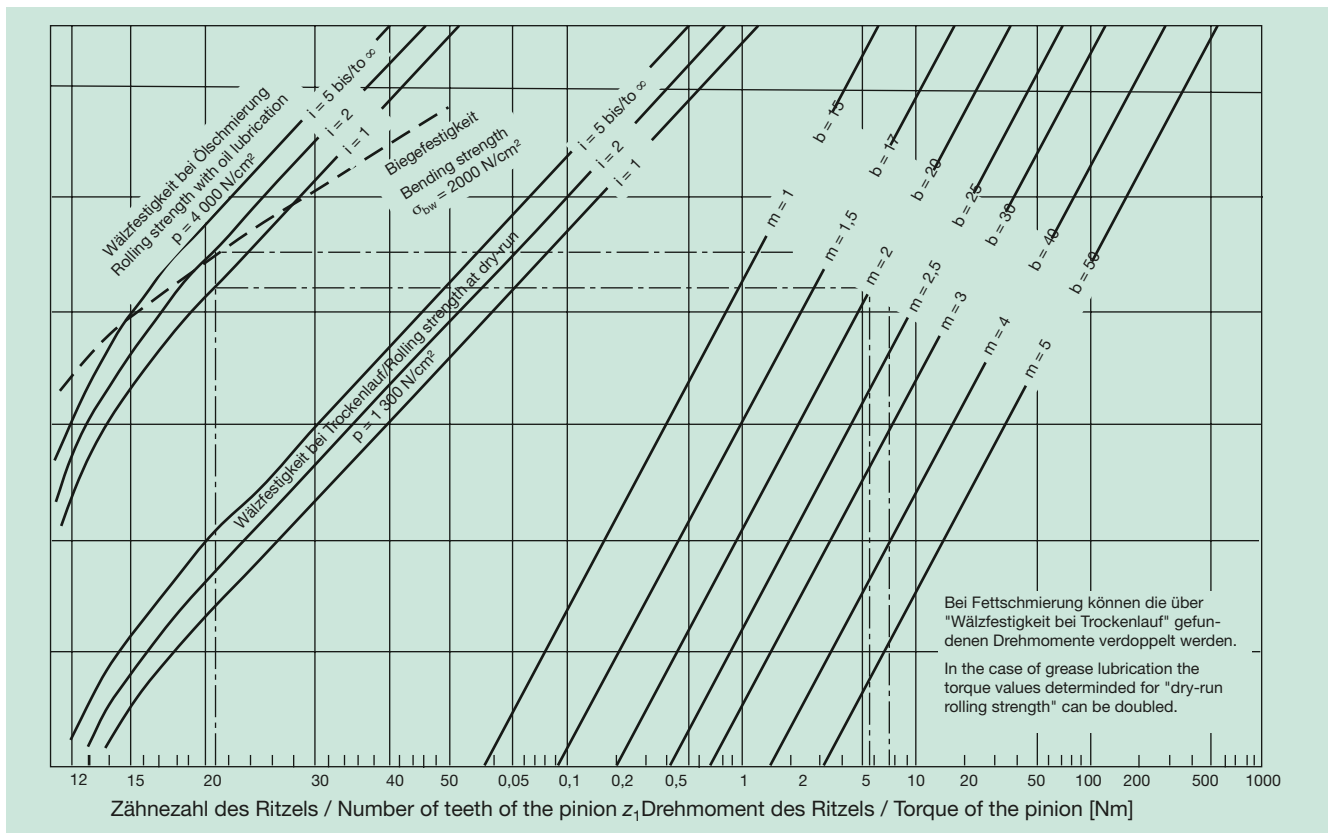 Wälzfestigkeit bei Ölschmierung
Rolling strength with oil lubrication
p = 4 000 N/cm²
i = 5 bis/to ∞
i = 2
i = 1
Biegefestigkeit
Bending strength
σbw = 2000 N/cm²
i = 5 bis/to ∞
i = 2
i = 1
Wälzfestigkeit bei Trockenlauf/Rolling strength at dry-run
p = 1 300 N/cm²
b = 15
b = 17
b = 20
b = 25
b = 30
b = 40
b = 50
m = 1
m = 1,5
m = 2
m = 2,5
m = 3
m = 4
m = 5
Bei Fettschmierung können die über
"Wälzfestigkeit bei Trockenlauf" gefun-
denen Drehmomente verdoppelt werden.
In the case of grease lubrication the
torque values determinded for "dry-run
rolling strength" can be doubled.
12 15 20 30 40 50 0,05 0,1 0,2 0,5 1 2 5 10 20 50 100 200 500 1000
Zähnezahl des Ritzels / Number of teeth of the pinion z1 Drehmoment des Ritzels / Torque of the pinion [Nm]